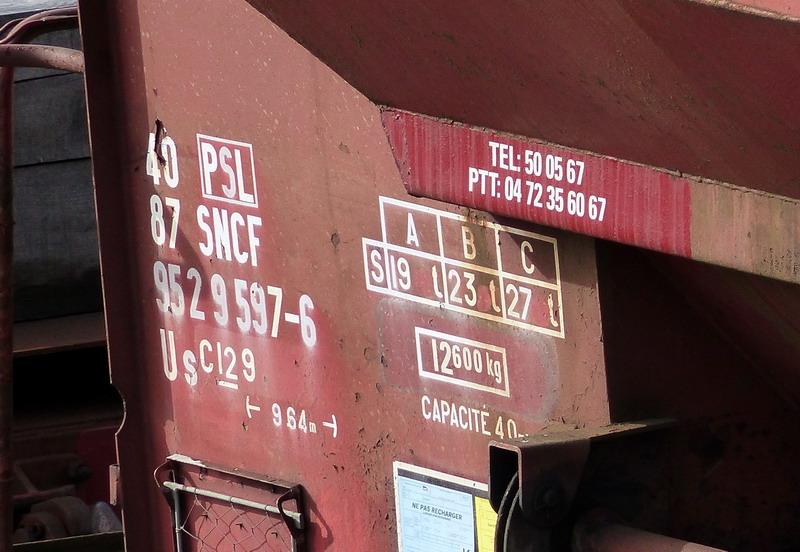 40 PSL
87 SNCF
952 9 597-6
Us C129
9.64m
TEL: 50 05 67
PTT: 04 72 35 60 67
A B C
S 19 t 23 t 27 t
12600 kg
CAPACITÉ 40
NE PAS RECHARGER